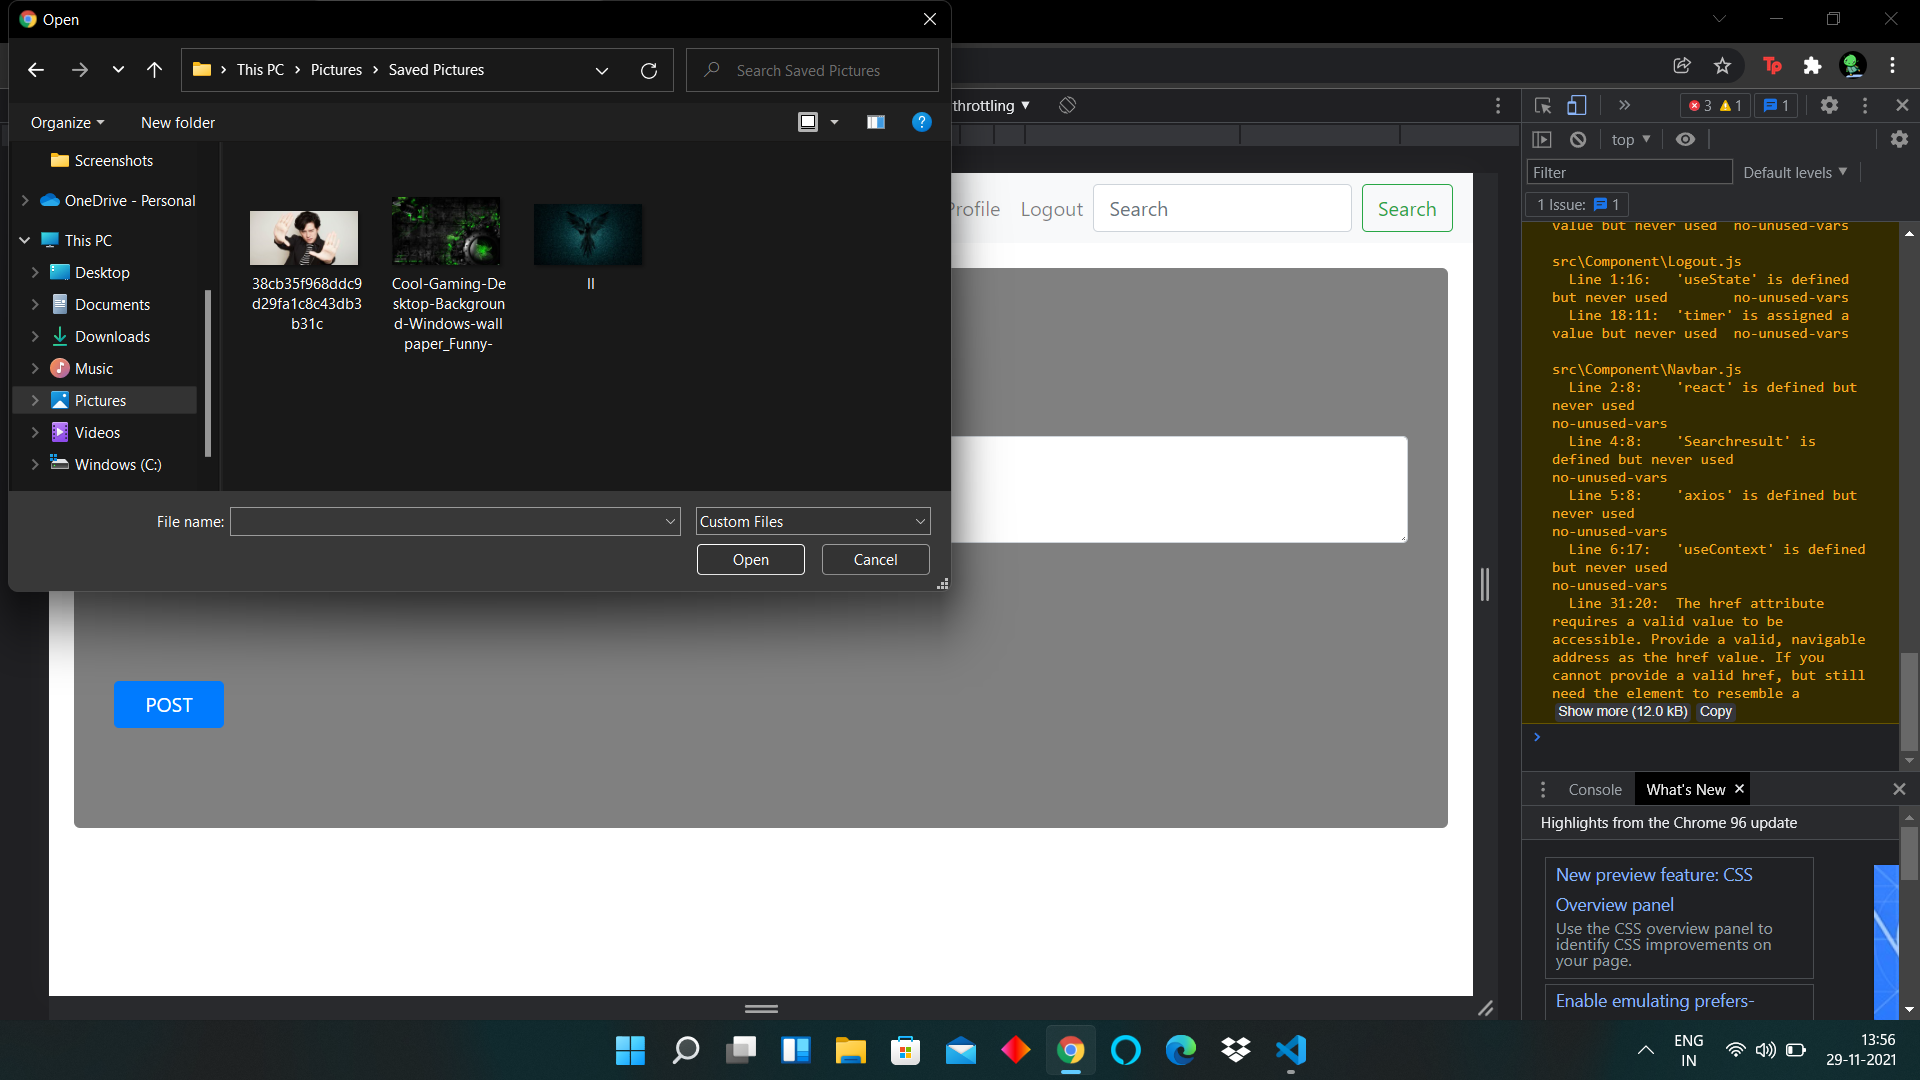 Open
This PC
Pictures
Saved Pictures
Search Saved Pictures
Organize
New folder
Screenshots
OneDrive - Personal
This PC
Desktop
Documents
Downloads
Music
Pictures
Videos
Windows (C:)
38cb35f968ddc9
d29fa1c8c43db3
b31c
Cool-Gaming-De
sktop-Backgroun
d-Windows-wall
paper_Funny-
File name:
Custom Files
Open
Cancel
throttling
Profile
Logout
Search
Search
POST
3
1
1
top
Filter
Default levels
1 Issue:
1
value but never used  no-unused-vars
src\Component\Logout.js
Line 1:16:   'useState' is defined
but never used        no-unused-vars
Line 18:11:  'timer' is assigned a
value but never used  no-unused-vars
src\Component\Navbar.js
Line 2:8:    'react' is defined but
never used
no-unused-vars
Line 4:8:    'Searchresult' is
defined but never used
no-unused-vars
Line 5:8:    'axios' is defined but
never used
no-unused-vars
Line 6:17:   'useContext' is defined
but never used
no-unused-vars
Line 31:20:  The href attribute
requires a valid value to be
accessible. Provide a valid, navigable
address as the href value. If you
cannot provide a valid href, but still
need the element to resemble a
Show more (12.0 kB)
Copy
Console
What's New
Highlights from the Chrome 96 update
New preview feature: CSS
Overview panel
Use the CSS overview panel to
identify CSS improvements on
your page.
Enable emulating prefers-
ENG
IN
13:56
29-11-2021